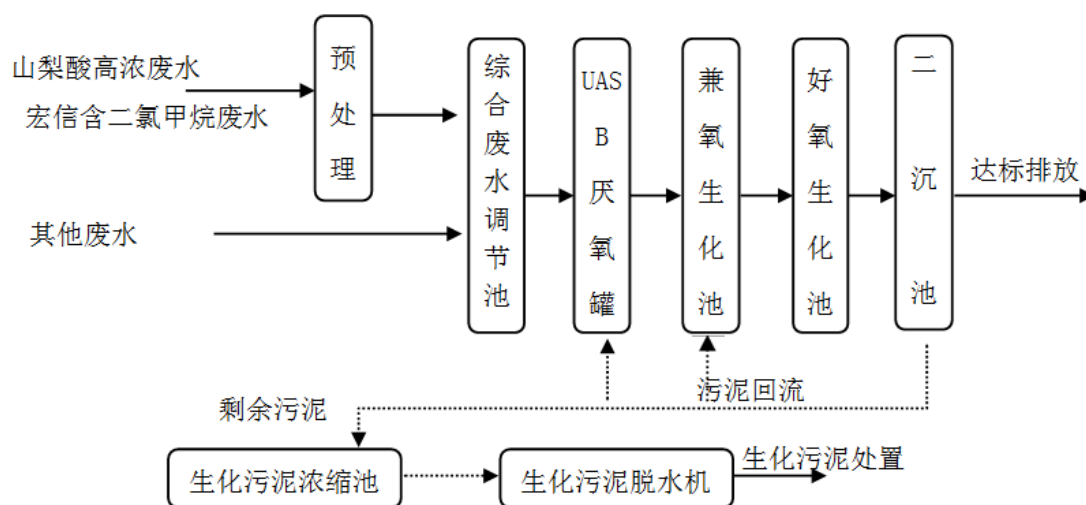 山梨酸高浓废水
宏信含二氯甲烷废水
其他废水
预处理
综合废水调节池
UAS
B
厌氧罐
兼氧生化池
好氧生化池
二沉池
达标排放
污泥回流
剩余污泥
生化污泥浓缩池
生化污泥脱水机
生化污泥处置